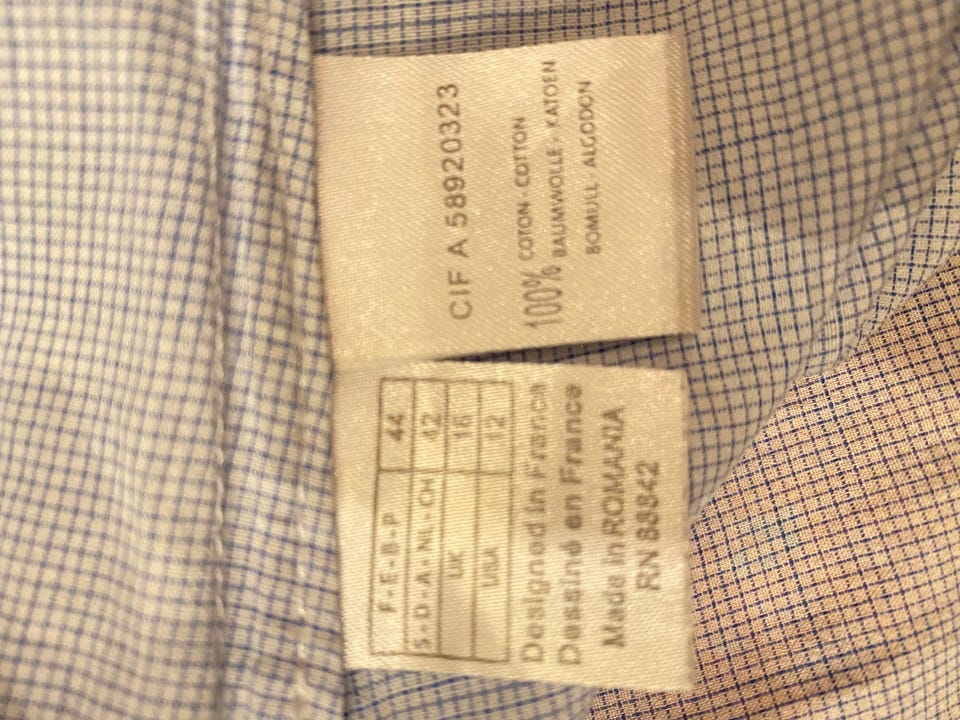 CIF A 58920323
100% COTON - COTTON
BAUMWOLLE - KATOEN
BOMULL - ALGODON
F-E-B-P 44
S-D-A-NL-CH 42
UK 16
USA 12
Designed in France
Dessiné en France
Made in ROMANIA
RN 88842